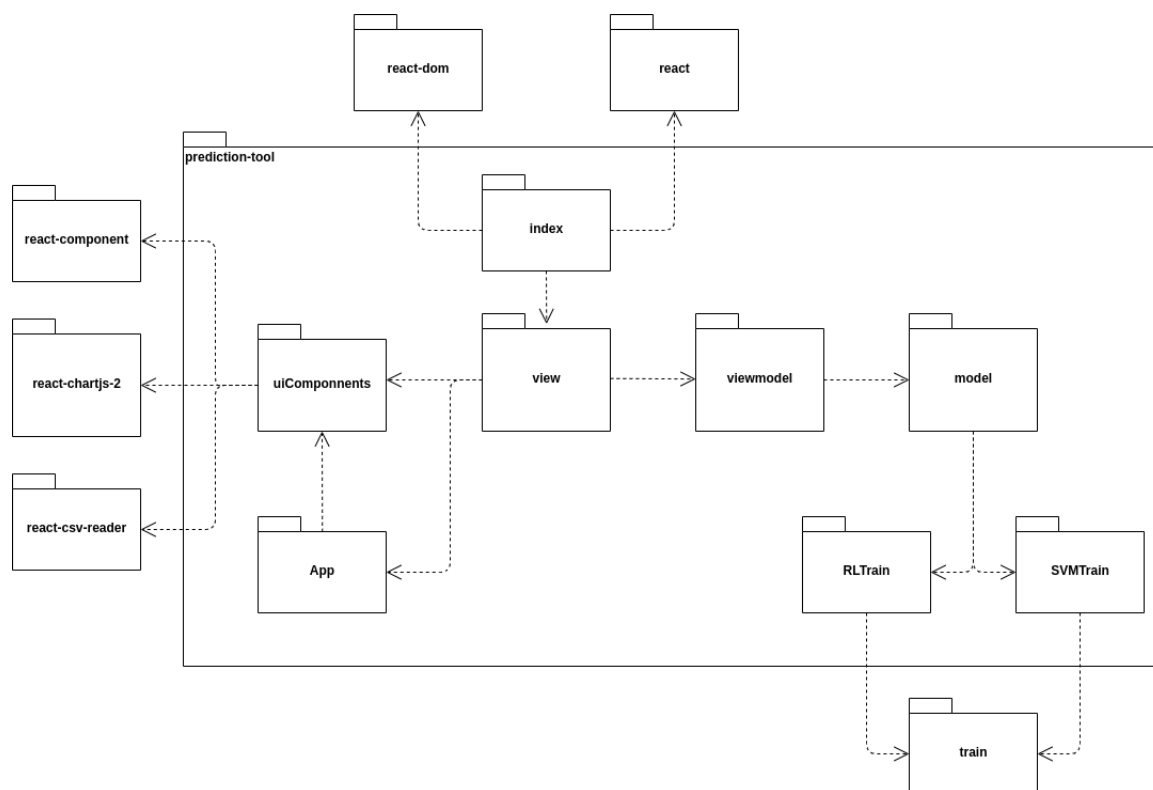 react-dom
react
prediction-tool
index
react-component
react-chartjs-2
uiComponnents
view
viewmodel
model
react-csv-reader
App
RLTrain
SVMTrain
train